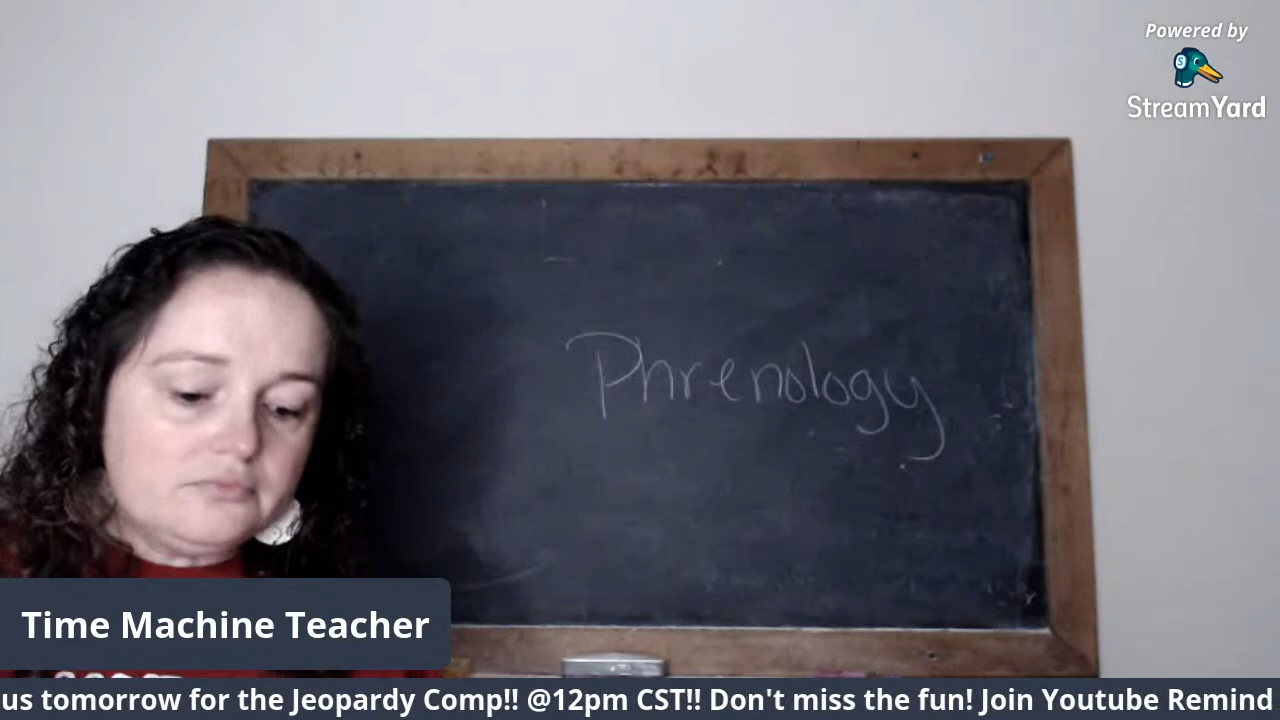 Powered by
StreamYard
Phrenology
Time Machine Teacher
us tomorrow for the Jeopardy Comp!! @12pm CST!! Don't miss the fun! Join Youtube Remind